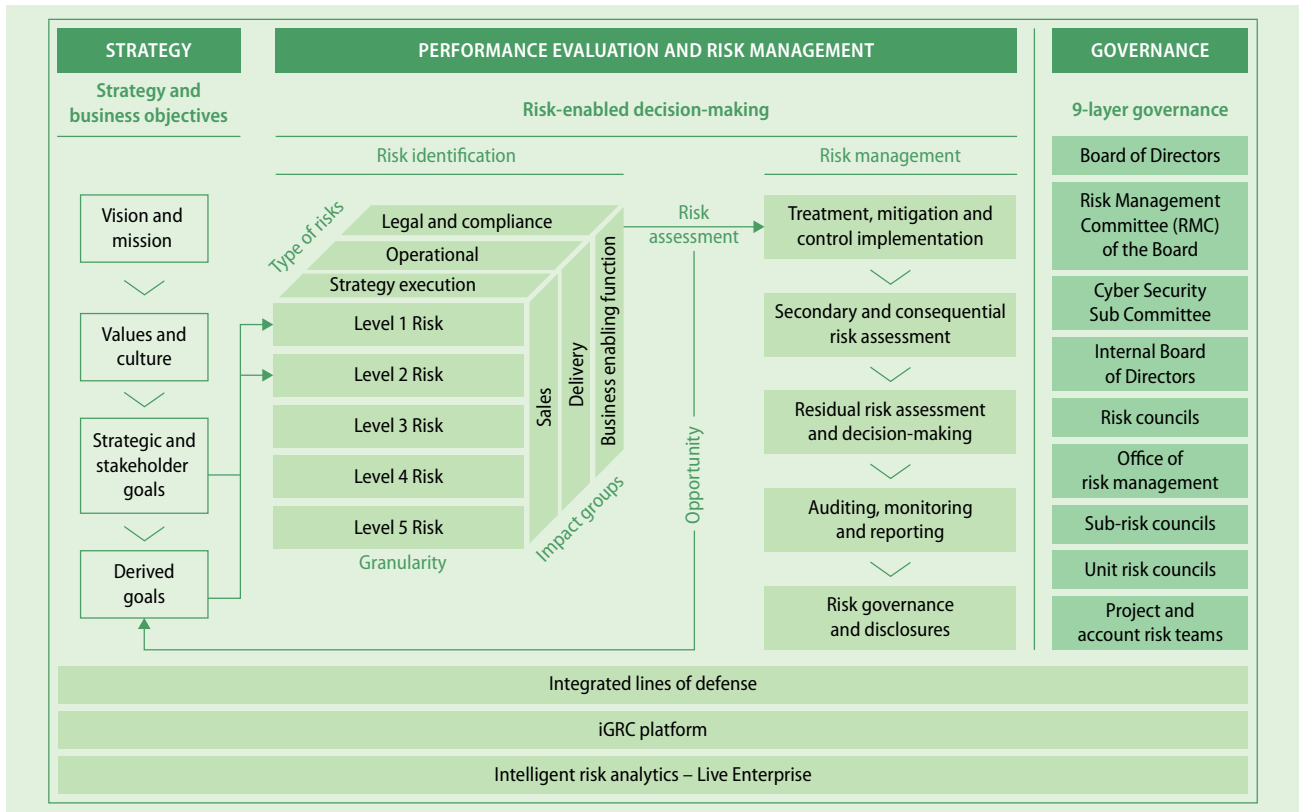 STRATEGY
Strategy and
business objectives
Vision and
mission
Values and
culture
Strategic and
stakeholder
goals
Derived
goals
PERFORMANCE EVALUATION AND RISK MANAGEMENT
Risk-enabled decision-making
Risk identification
Type of risks
Legal and compliance
Operational
Strategy execution
Level 1 Risk
Level 2 Risk
Level 3 Risk
Level 4 Risk
Level 5 Risk
Granularity
Sales
Delivery
Business enabling function
Impact groups
Risk
assessment
Opportunity
Risk management
Treatment, mitigation and
control implementation
Secondary and consequential
risk assessment
Residual risk assessment
and decision-making
Auditing, monitoring
and reporting
Risk governance
and disclosures
GOVERNANCE
9-layer governance
Board of Directors
Risk Management
Committee (RMC)
of the Board
Cyber Security
Sub Committee
Internal Board
of Directors
Risk councils
Office of
risk management
Sub-risk councils
Unit risk councils
Project and
account risk teams
Integrated lines of defense
iGRC platform
Intelligent risk analytics – Live Enterprise